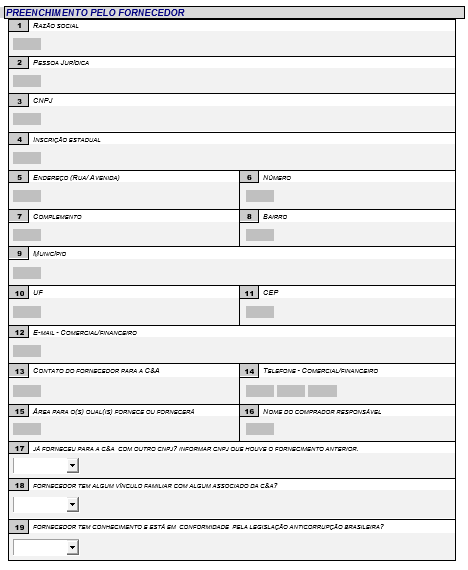 PREENCHIMENTO PELO FORNECEDOR
1 RAZÃO SOCIAL
2 PESSOA JURÍDICA
3 CNPJ
4 INSCRIÇÃO ESTADUAL
5 ENDEREÇO (RUA/ AVENIDA) 6 NÚMERO
7 COMPLEMENTO 8 BAIRRO
9 MUNICÍPIO
10 UF 11 CEP
12 E-MAIL - COMERCIAL/FINANCEIRO
13 CONTATO DO FORNECEDOR PARA A C&A 14 TELEFONE - COMERCIAL/FINANCEIRO
15 ÁREA PARA O(S) QUAL(IS) FORNECE OU FORNECERÁ 16 NOME DO COMPRADOR RESPONSÁVEL
17 JÁ FORNECEU PARA A C&A COM OUTRO CNPJ? INFORMAR CNPJ QUE HOUVE O FORNECIMENTO ANTERIOR.
18 FORNECEDOR TEM ALGUM VÍNCULO FAMILIAR COM ALGUM ASSOCIADO DA C&A?
19 FORNECEDOR TEM CONHECIMENTO E ESTÁ EM CONFORMIDADE PELA LEGISLAÇÃO ANTICORRUPÇÃO BRASILEIRA?